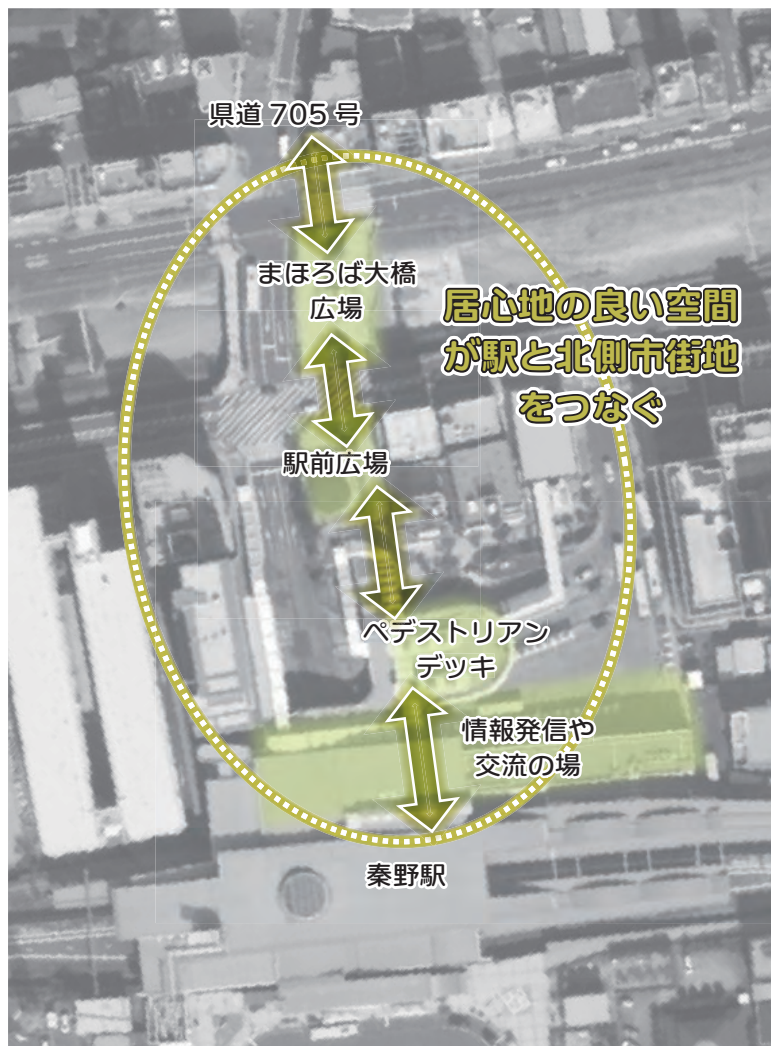 県道 705 号
まほろば大橋
広場
居心地の良い空間
が駅と北側市街地
をつなぐ
駅前広場
ペデストリアン
デッキ
情報発信や
交流の場
秦野駅